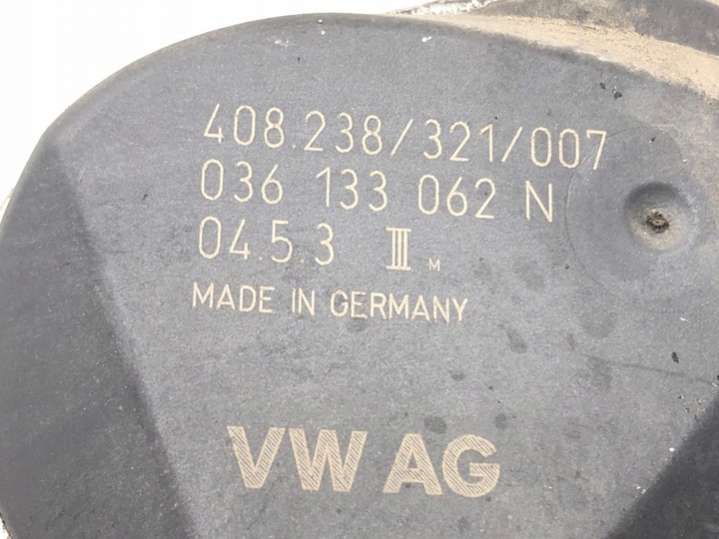 408.238/321/007
036 133 062 N
04.5.3 III M
MADE IN GERMANY
VW AG